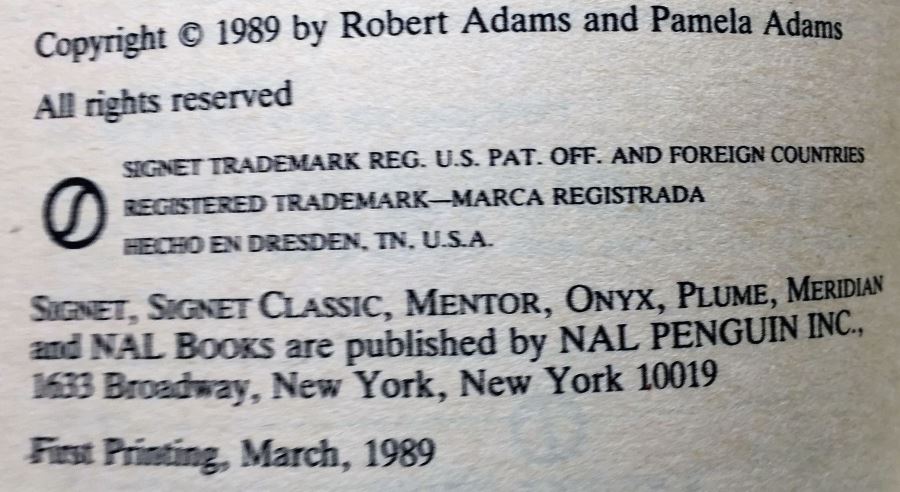 Copyright © 1989 by Robert Adams and Pamela Adams
All rights reserved
SIGNET TRADEMARK REG. U.S. PAT. OFF. AND FOREIGN COUNTRIES
REGISTERED TRADEMARK—MARCA REGISTRADA
HECHO EN DRESDEN, TN, U.S.A.
SIGNET, SIGNET CLASSIC, MENTOR, ONYX, PLUME, MERIDIAN
and NAL BOOKS are published by NAL PENGUIN INC.,
1633 Broadway, New York, New York 10019
First Printing, March, 1989